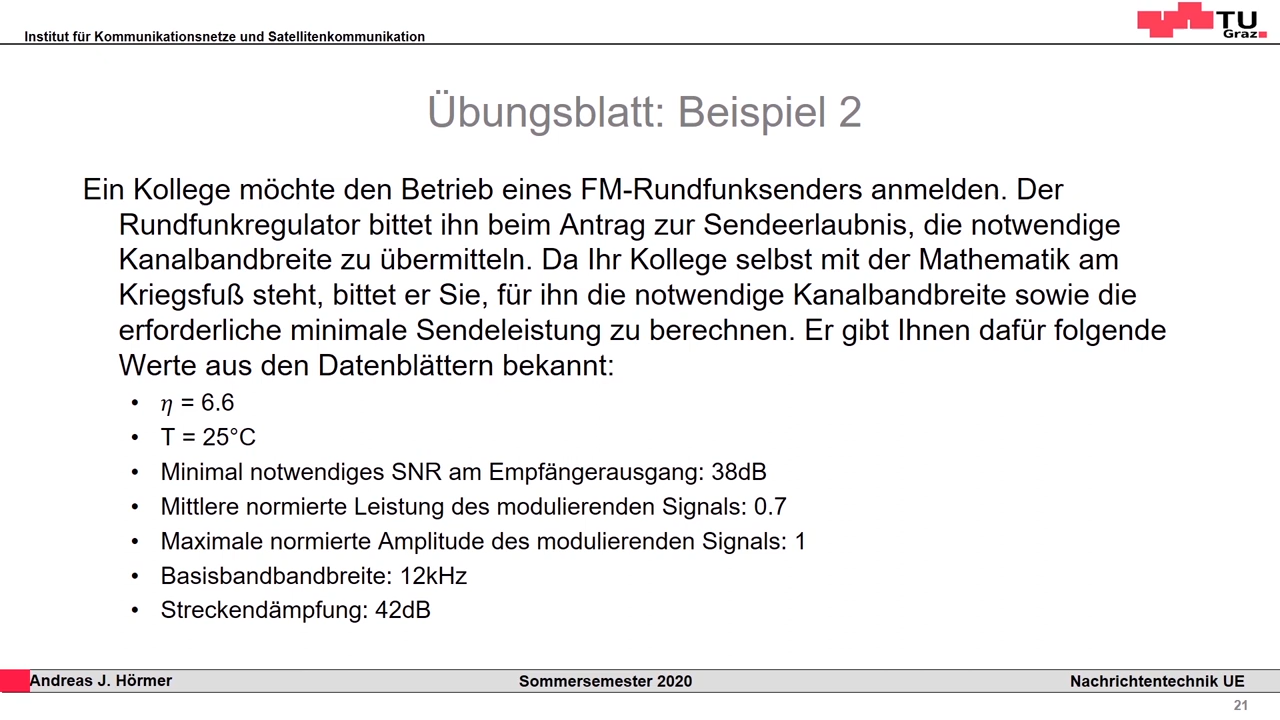 Institut für Kommunikationsnetze und Satellitenkommunikation
TU
Graz
Übungsblatt: Beispiel 2
Ein Kollege möchte den Betrieb eines FM-Rundfunksenders anmelden. Der
Rundfunkregulator bittet ihn beim Antrag zur Sendeerlaubnis, die notwendige
Kanalbandbreite zu übermitteln. Da Ihr Kollege selbst mit der Mathematik am
Kriegsfuß steht, bittet er Sie, für ihn die notwendige Kanalbandbreite sowie die
erforderliche minimale Sendeleistung zu berechnen. Er gibt Ihnen dafür folgende
Werte aus den Datenblättern bekannt:
• η = 6.6
• T = 25°C
• Minimal notwendiges SNR am Empfängerausgang: 38dB
• Mittlere normierte Leistung des modulierenden Signals: 0.7
• Maximale normierte Amplitude des modulierenden Signals: 1
• Basisbandbandbreite: 12kHz
• Streckendämpfung: 42dB
Andreas J. Hörmer Sommersemester 2020 Nachrichtentechnik UE
21